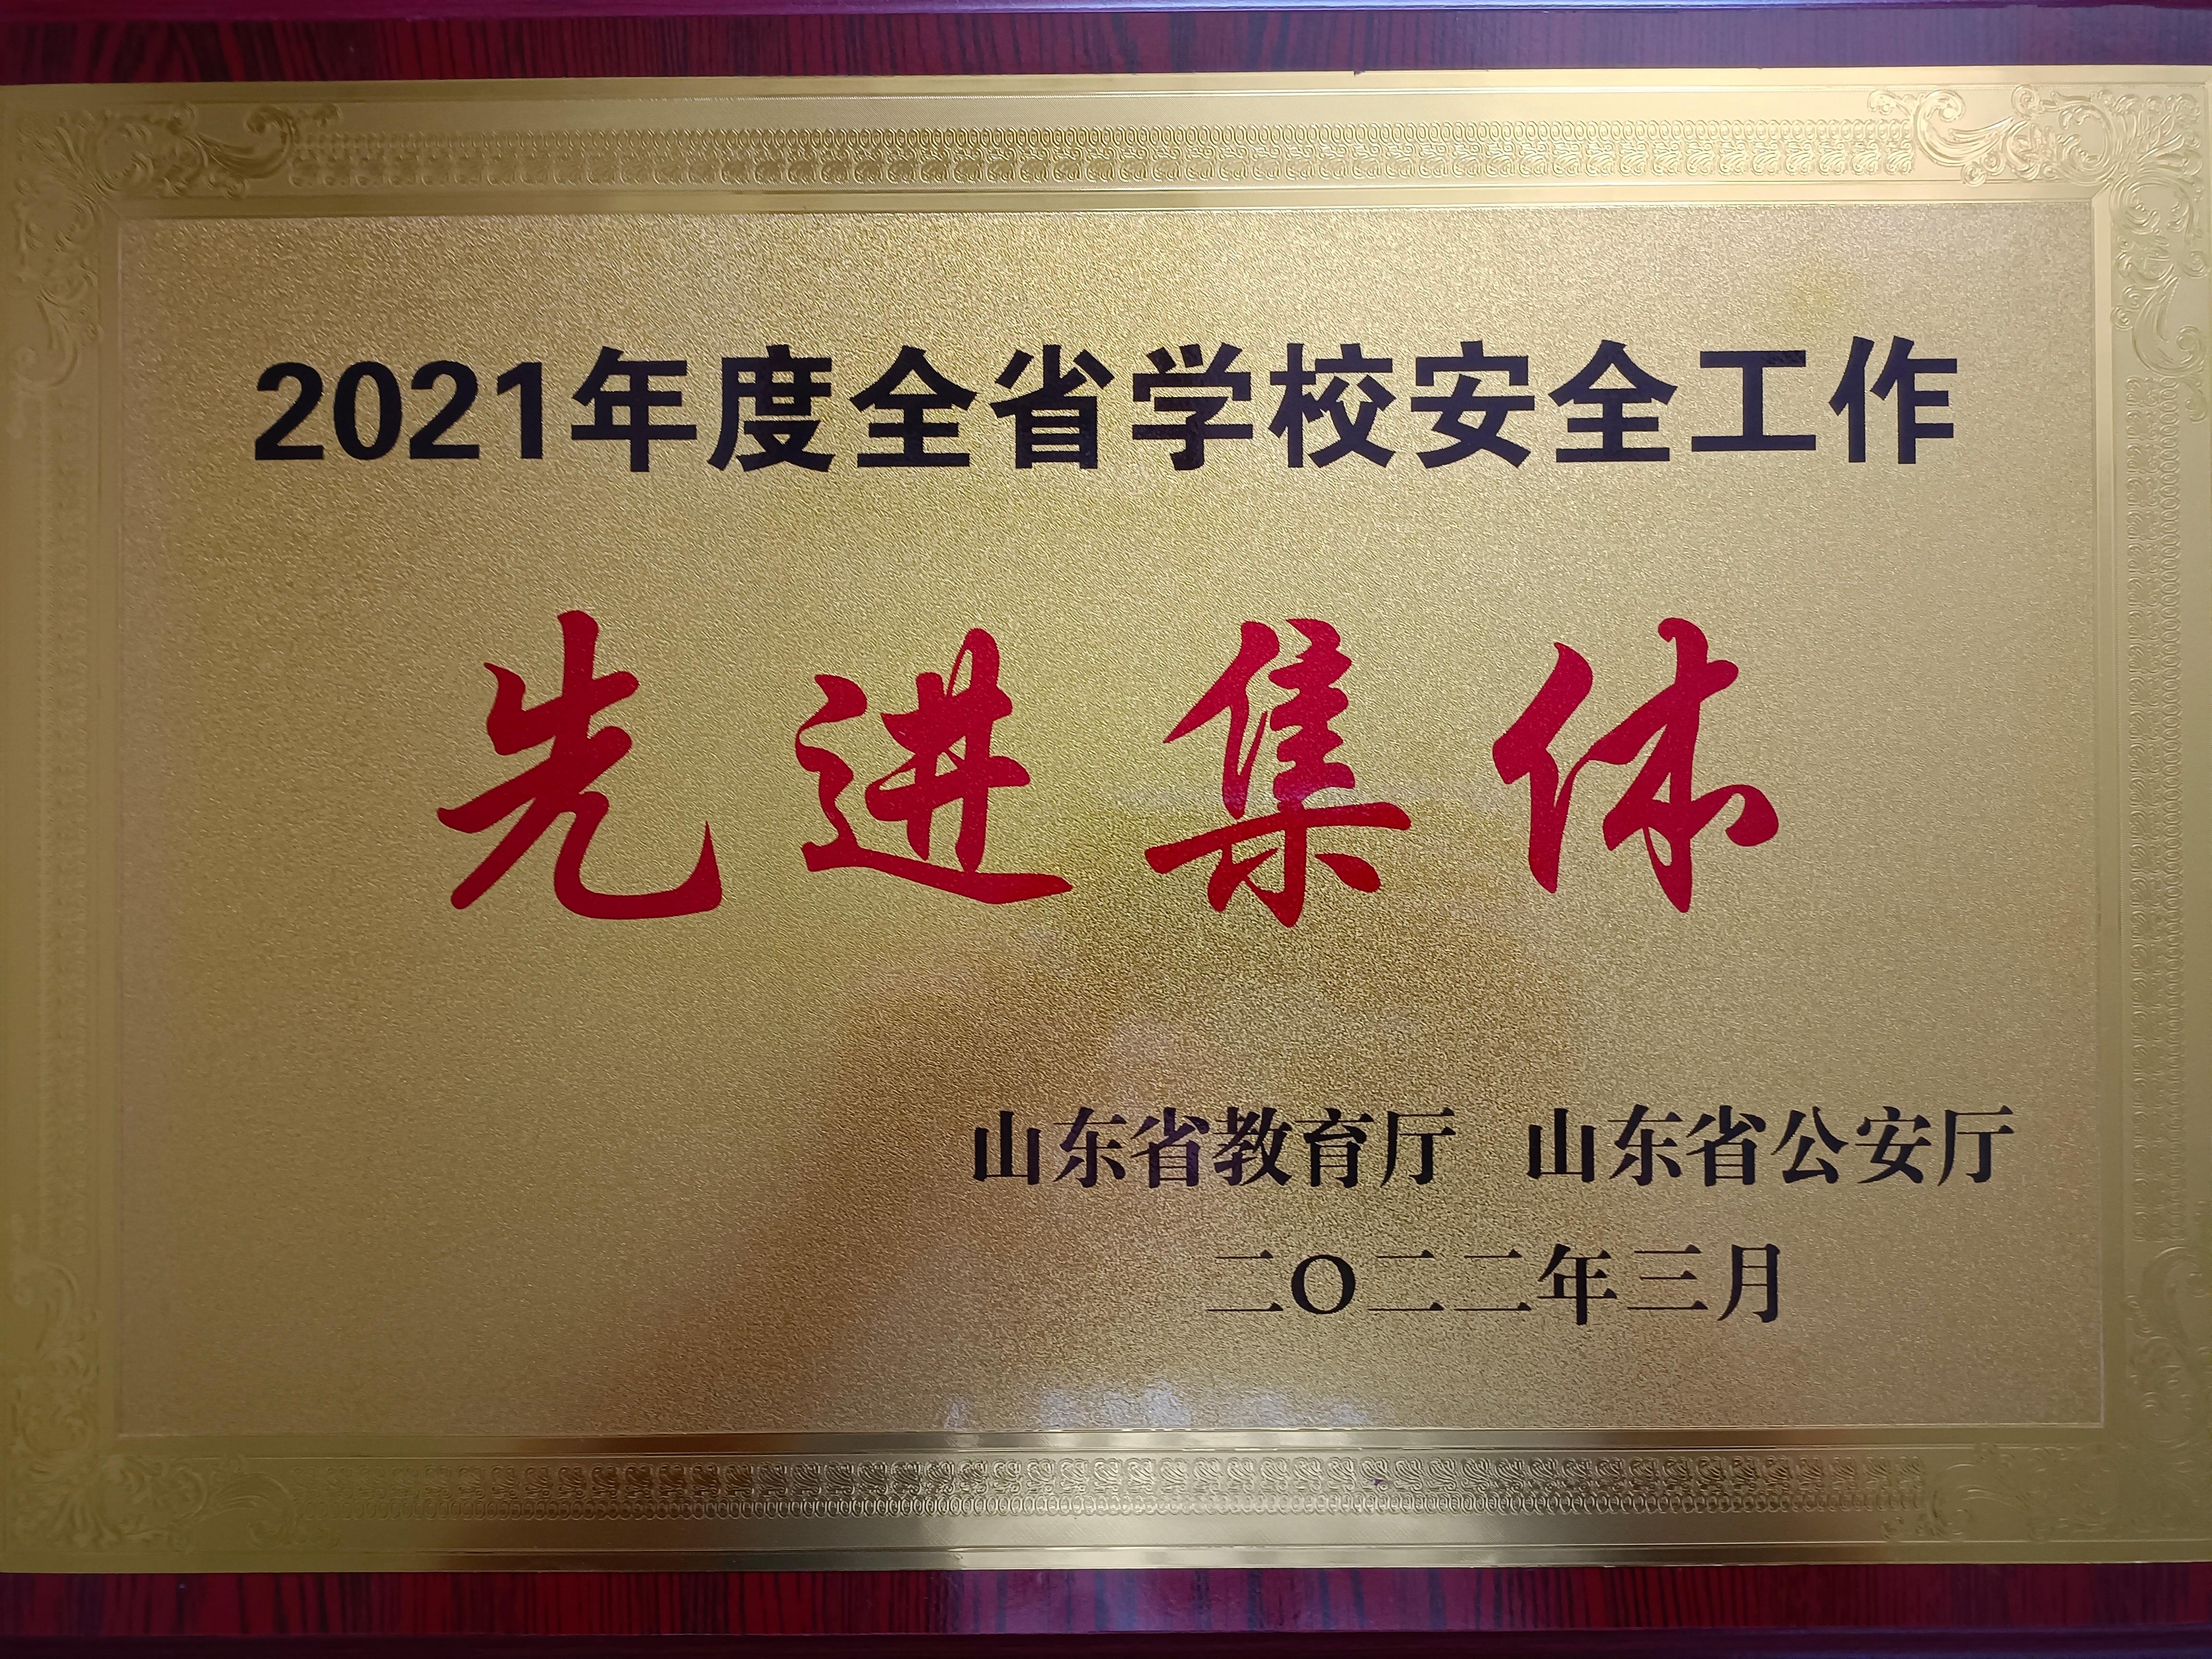 2021年度全省学校安全工作
先进集体
山东省教育厅 山东省公安厅
二〇二二年三月